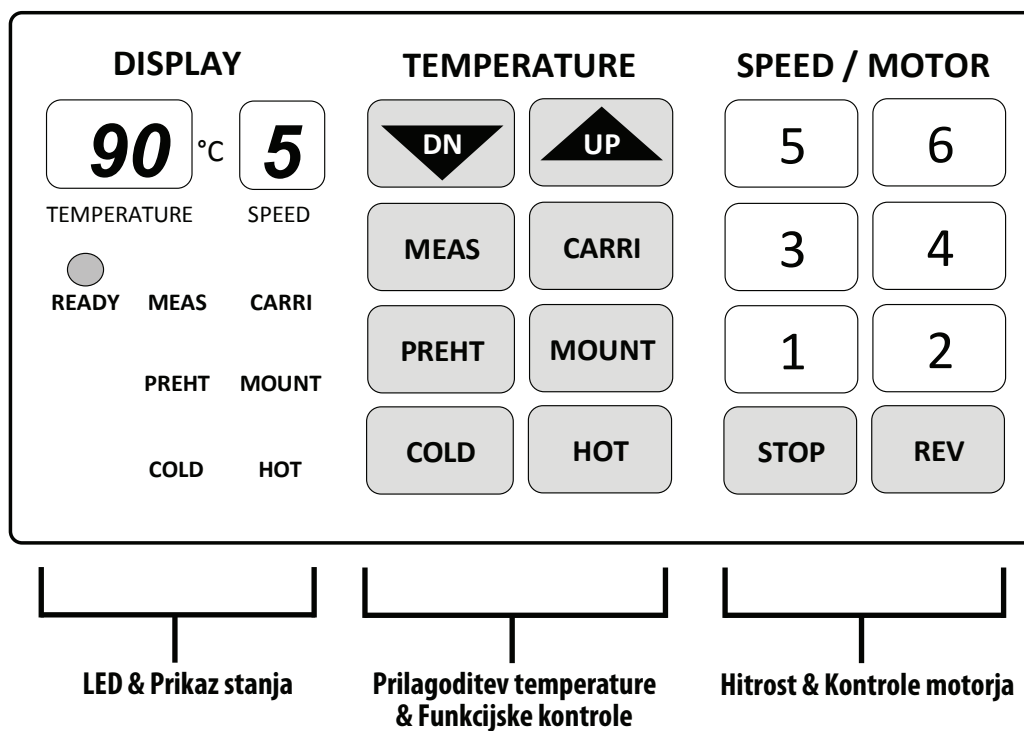 DISPLAY
90 °C 5
TEMPERATURE SPEED
READY MEAS CARRI
PREHT MOUNT
COLD HOT
TEMPERATURE
DN UP
MEAS CARRI
PREHT MOUNT
COLD HOT
SPEED / MOTOR
5 6
3 4
1 2
STOP REV
LED & Prikaz stanja
Prilagoditev temperature
& Funkcijske kontrole
Hitrost & Kontrole motorja